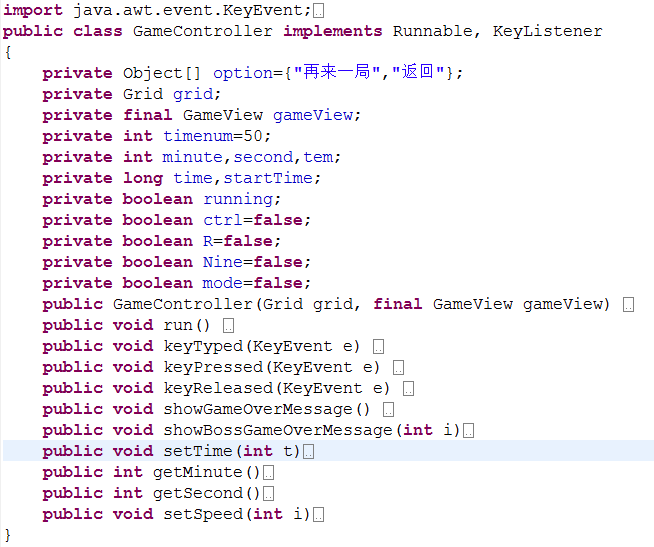 import java.awt.event.KeyEvent;
public class GameController implements Runnable, KeyListener
{
    private Object[] option={"再来一局","返回"};
    private Grid grid;
    private final GameView gameView;
    private int timenum=50;
    private int minute,second,tem;
    private long time,startTime;
    private boolean running;
    private boolean ctrl=false;
    private boolean R=false;
    private boolean Nine=false;
    private boolean mode=false;
    public GameController(Grid grid, final GameView gameView)
    public void run()
    public void keyTyped(KeyEvent e)
    public void keyPressed(KeyEvent e)
    public void keyReleased(KeyEvent e)
    public void showGameOverMessage()
    public void showBossGameOverMessage(int i)
    public void setTime(int t)
    public int getMinute()
    public int getSecond()
    public void setSpeed(int i)
}